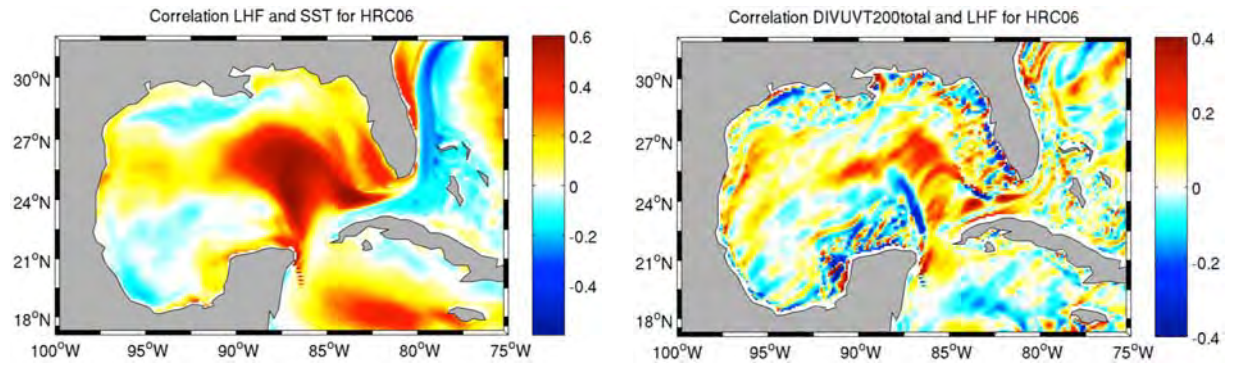 Correlation LHF and SST for HRC06
30°N
27°N
24°N
21°N
18°N
100°W 95°W 90°W 85°W 80°W 75°W
0.6
0.4
0.2
0
-0.2
-0.4
Correlation DIVUVT200total and LHF for HRC06
30°N
27°N
24°N
21°N
18°N
100°W 95°W 90°W 85°W 80°W 75°W
0.4
0.2
0
-0.2
-0.4